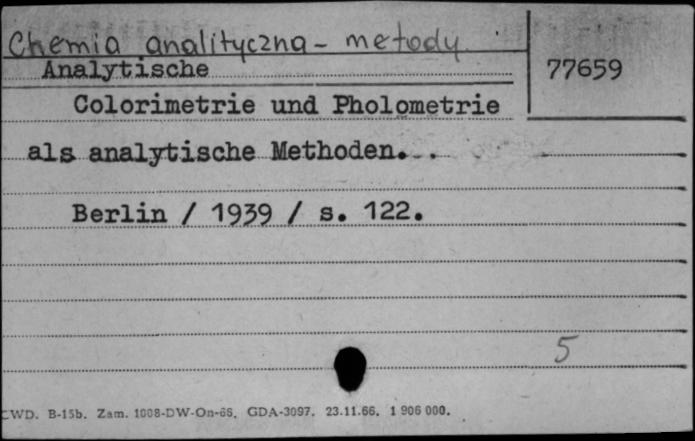 Chemia analityczna - metody
Analytische
77659
Colorimetrie und Pholometrie
als analytische Methoden...
Berlin / 1939 / s. 122.
5
CWD. B-15b. Zam. 1008-DW-On-66. GDA-3097. 23.11.66. 1 906 000.